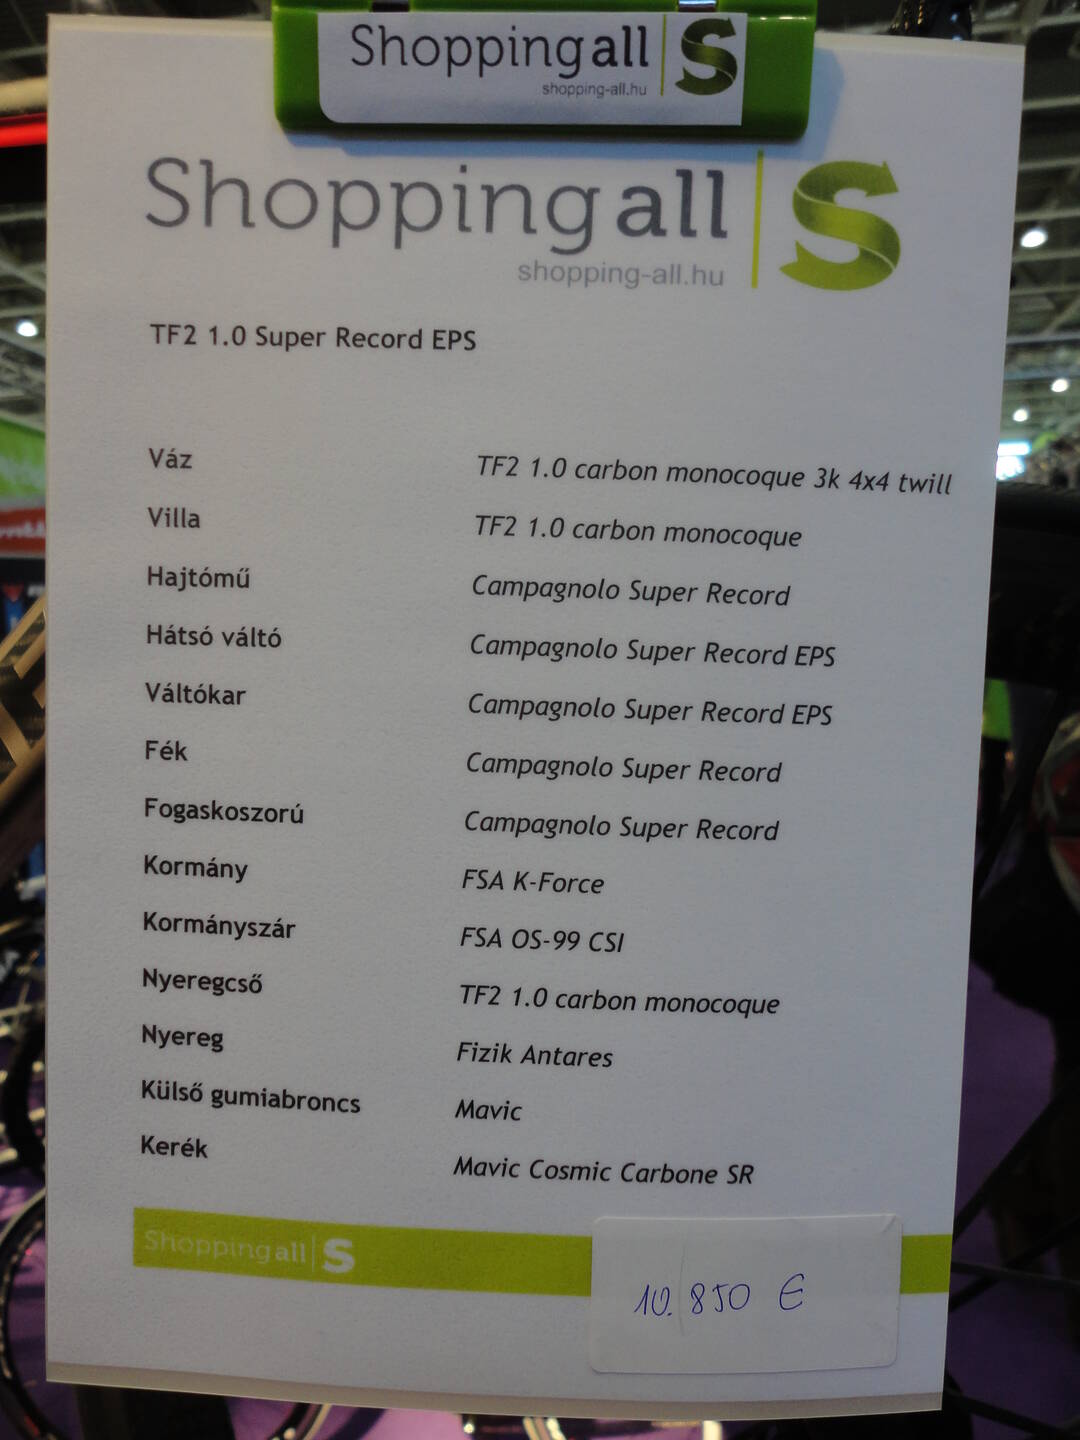 Shoppingall S
shopping-all.hu
Shoppingall S
shopping-all.hu
TF2 1.0 Super Record EPS
Váz TF2 1.0 carbon monocoque 3k 4x4 twill
Villa TF2 1.0 carbon monocoque
Hajtómű Campagnolo Super Record
Hátsó váltó Campagnolo Super Record EPS
Váltókar Campagnolo Super Record EPS
Fék Campagnolo Super Record
Fogaskoszorú Campagnolo Super Record
Kormány FSA K-Force
Kormányszár FSA OS-99 CSI
Nyeregcső TF2 1.0 carbon monocoque
Nyereg Fizik Antares
Külső gumiabroncs Mavic
Kerék Mavic Cosmic Carbone SR
Shoppingall S
10.850 €